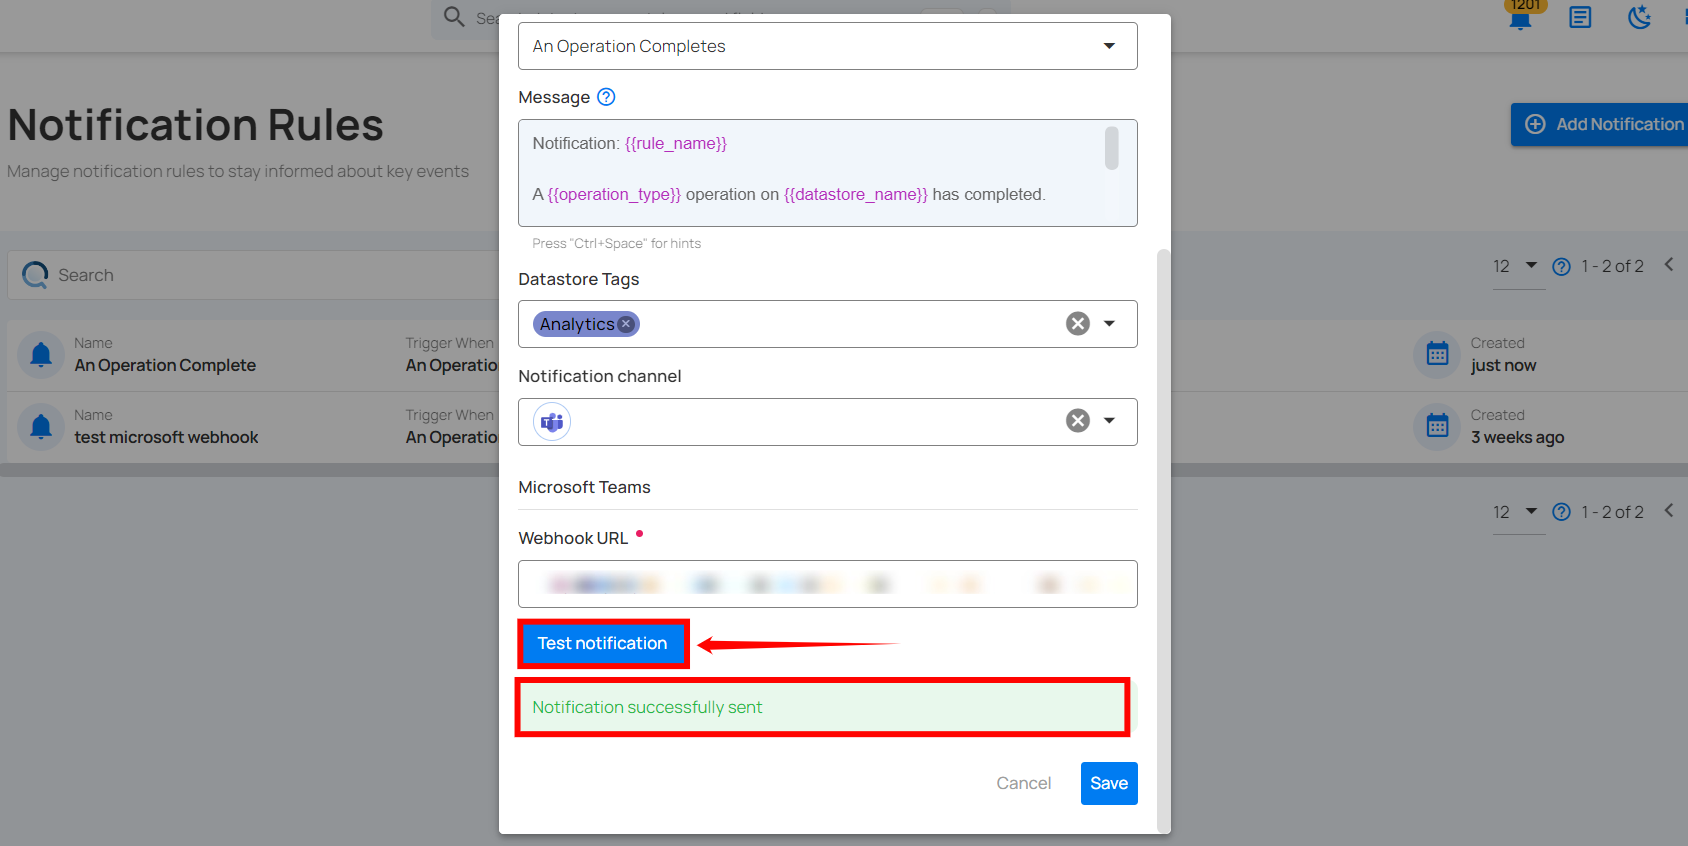 1201
An Operation Completes
Message
Notification: {{rule_name}}
A {{operation_type}} operation on {{datastore_name}} has completed.
Press "Ctrl+Space" for hints
Notification Rules
Manage notification rules to stay informed about key events
Add Notification
Search
12 1 - 2 of 2
Name
An Operation Complete
Trigger When
An Operatio
Created
just now
Name
test microsoft webhook
Trigger When
An Operatio
Created
3 weeks ago
12 1 - 2 of 2
Datastore Tags
Analytics
Notification channel
Microsoft Teams
Webhook URL
Test notification
Notification successfully sent
Cancel Save